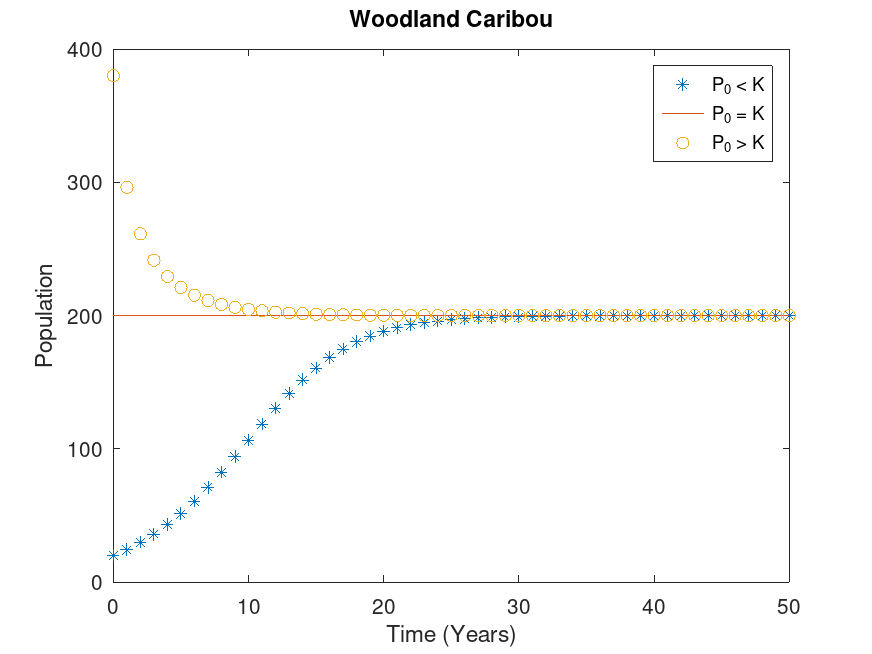 Woodland Caribou
400
300
200
100
0
Population
0 10 20 30 40 50
Time (Years)
P₀ < K
P₀ = K
P₀ > K